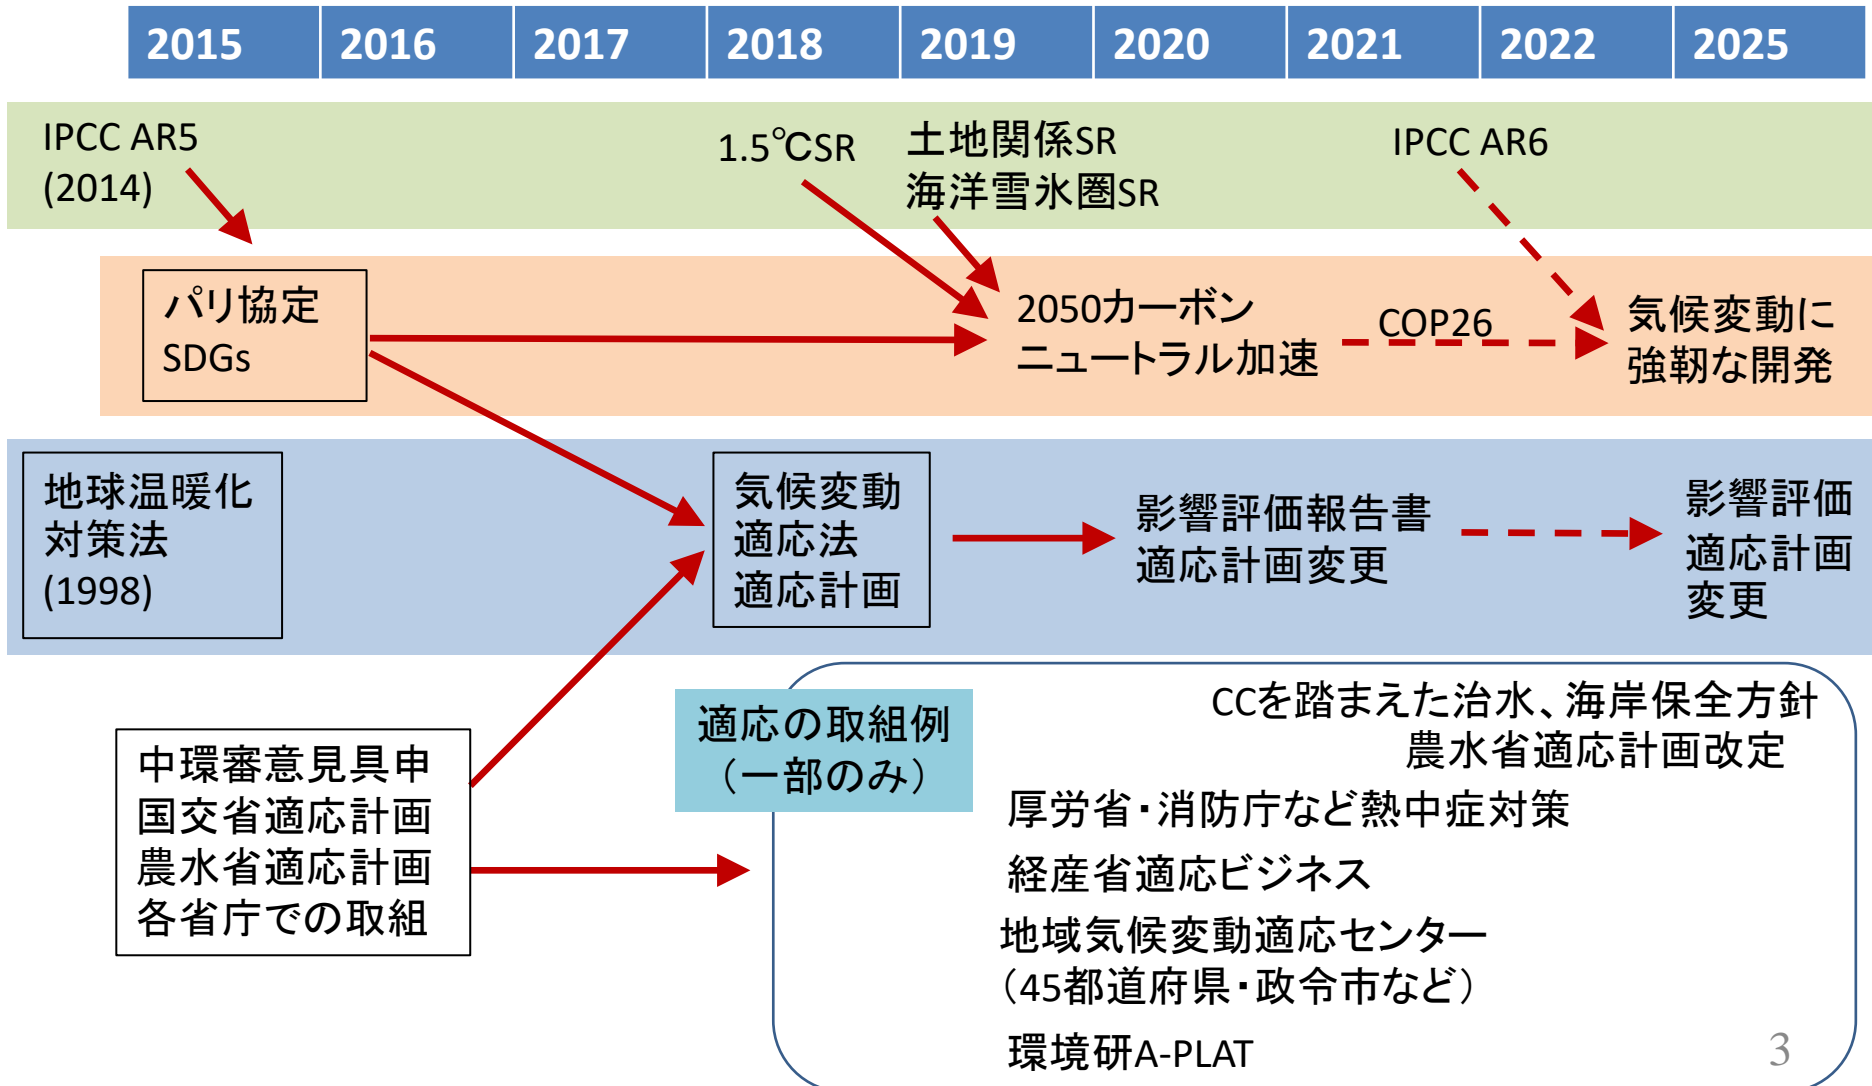 2015 2016 2017 2018 2019 2020 2021 2022 2025
IPCC AR5
(2014)
1.5℃SR
土地関係SR
海洋雪氷圏SR
IPCC AR6
パリ協定
SDGs
2050カーボン
ニュートラル加速
COP26
気候変動に
強靭な開発
地球温暖化
対策法
(1998)
気候変動
適応法
適応計画
影響評価報告書
適応計画変更
影響評価
適応計画
変更
中環審意見具申
国交省適応計画
農水省適応計画
各省庁での取組
適応の取組例
（一部のみ）
CCを踏まえた治水、海岸保全方針
農水省適応計画改定
厚労省・消防庁など熱中症対策
経産省適応ビジネス
地域気候変動適応センター
（45都道府県・政令市など）
環境研A-PLAT
3